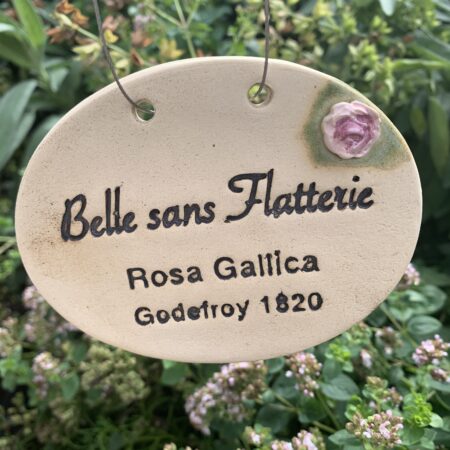 Belle sans Flatterie
Rosa Gallica
Godefroy 1820